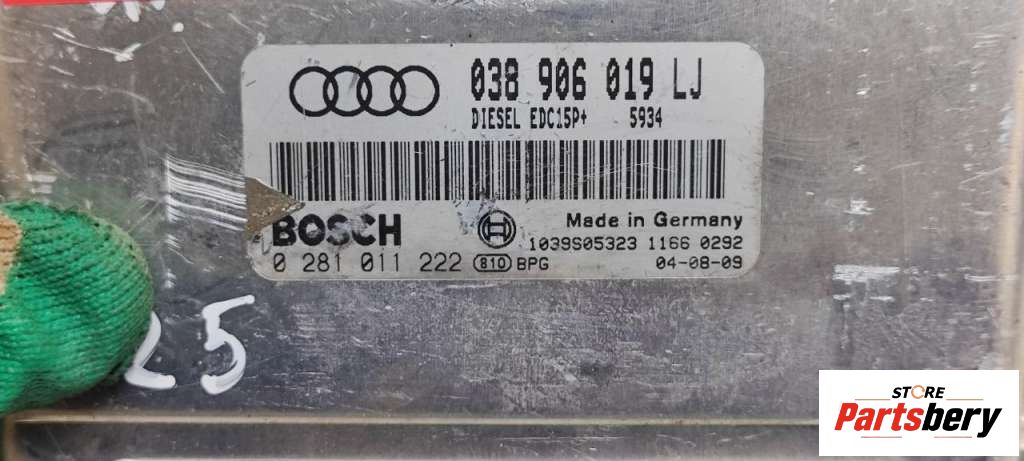 038 906 019 LJ
DIESEL EDC15P+ 5934
BOSCH
Made in Germany
1039S05323 1166 0292
0 281 011 222 810 BPG 04-08-09
25
STORE
Partsbery